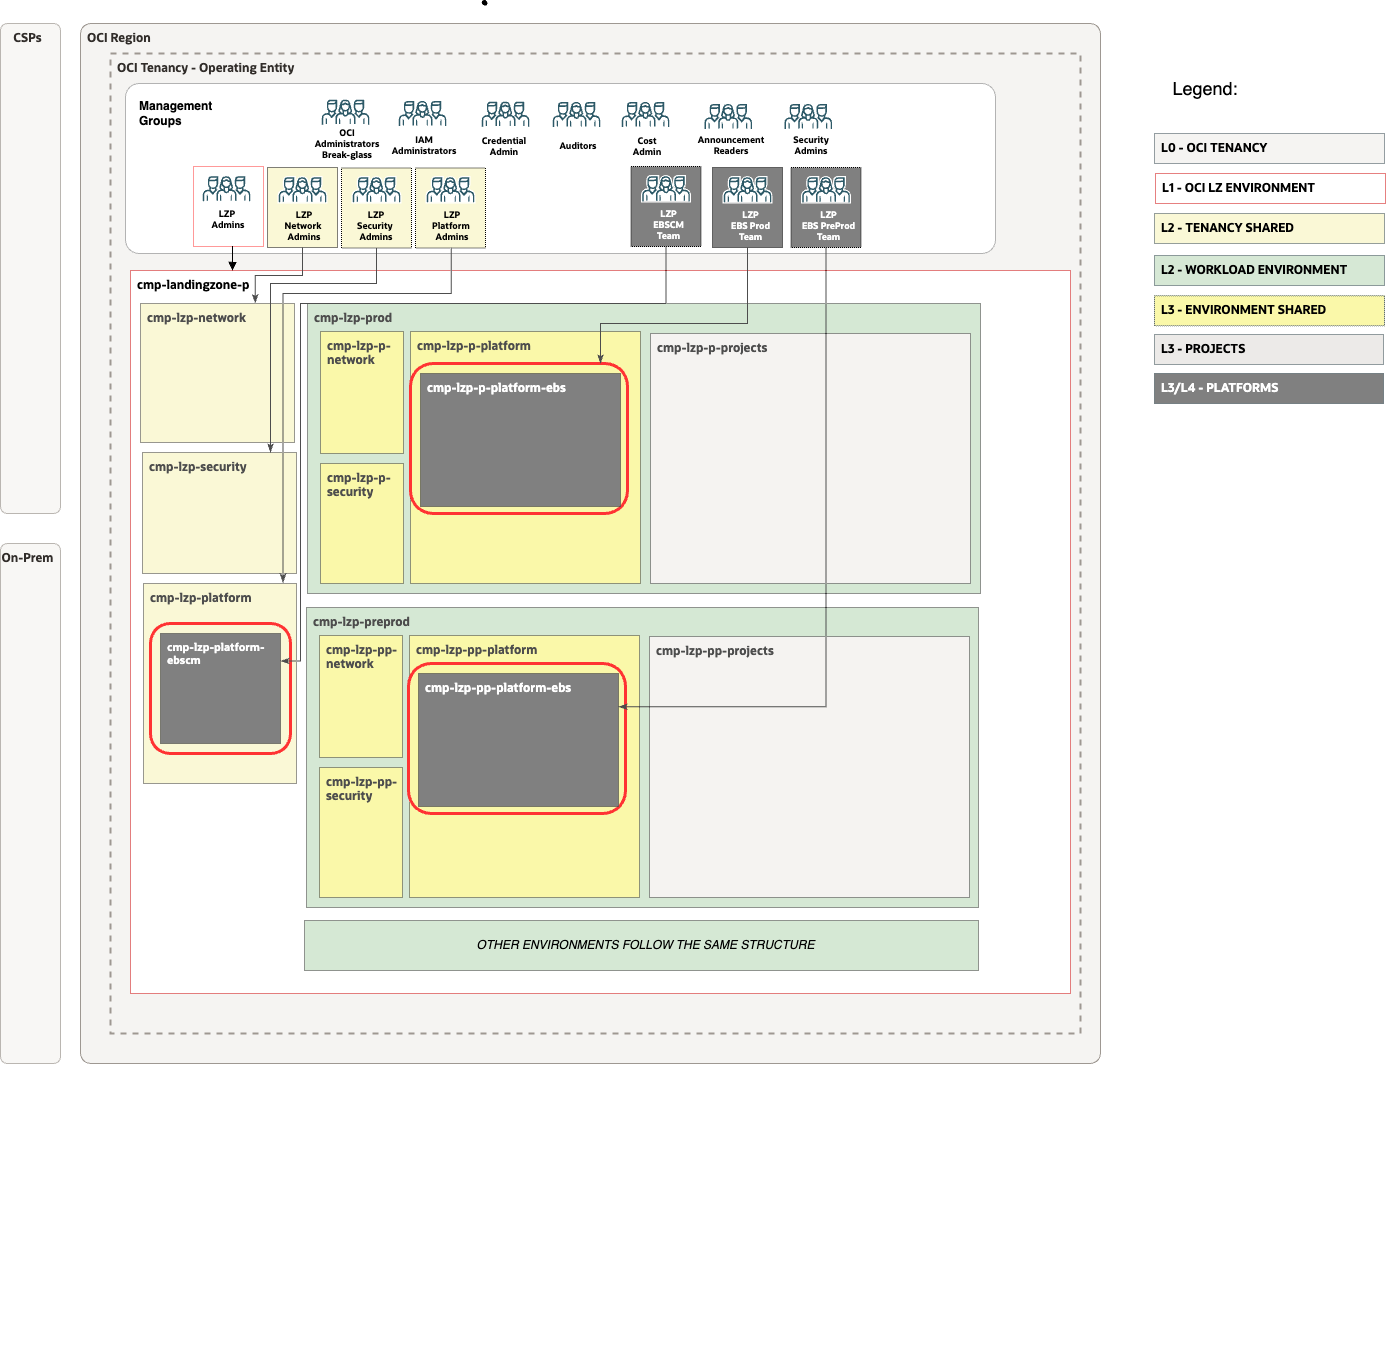 CSPs
OCI Region
OCI Tenancy - Operating Entity
Management
Groups
OCI
Administrators
Break-glass
IAM
Administrators
Credential
Admin
Auditors
Cost
Admin
Announcement
Readers
Security
Admins
LZP
Admins
LZP
Network
Admins
LZP
Security
Admins
LZP
Platform
Admins
LZP
EBSCM
Team
LZP
EBS Prod
Team
LZP
EBS PreProd
Team
cmp-landingzone-p
cmp-lzp-network
cmp-lzp-security
cmp-lzp-platform
cmp-lzp-platform-
ebscm
cmp-lzp-prod
cmp-lzp-p-
network
cmp-lzp-p-
security
cmp-lzp-p-platform
cmp-lzp-p-platform-ebs
cmp-lzp-p-projects
cmp-lzp-preprod
cmp-lzp-pp-
network
cmp-lzp-pp-
security
cmp-lzp-pp-platform
cmp-lzp-pp-platform-ebs
cmp-lzp-pp-projects
OTHER ENVIRONMENTS FOLLOW THE SAME STRUCTURE
On-Prem
Legend:
L0 - OCI TENANCY
L1 - OCI LZ ENVIRONMENT
L2 - TENANCY SHARED
L2 - WORKLOAD ENVIRONMENT
L3 - ENVIRONMENT SHARED
L3 - PROJECTS
L3/L4 - PLATFORMS